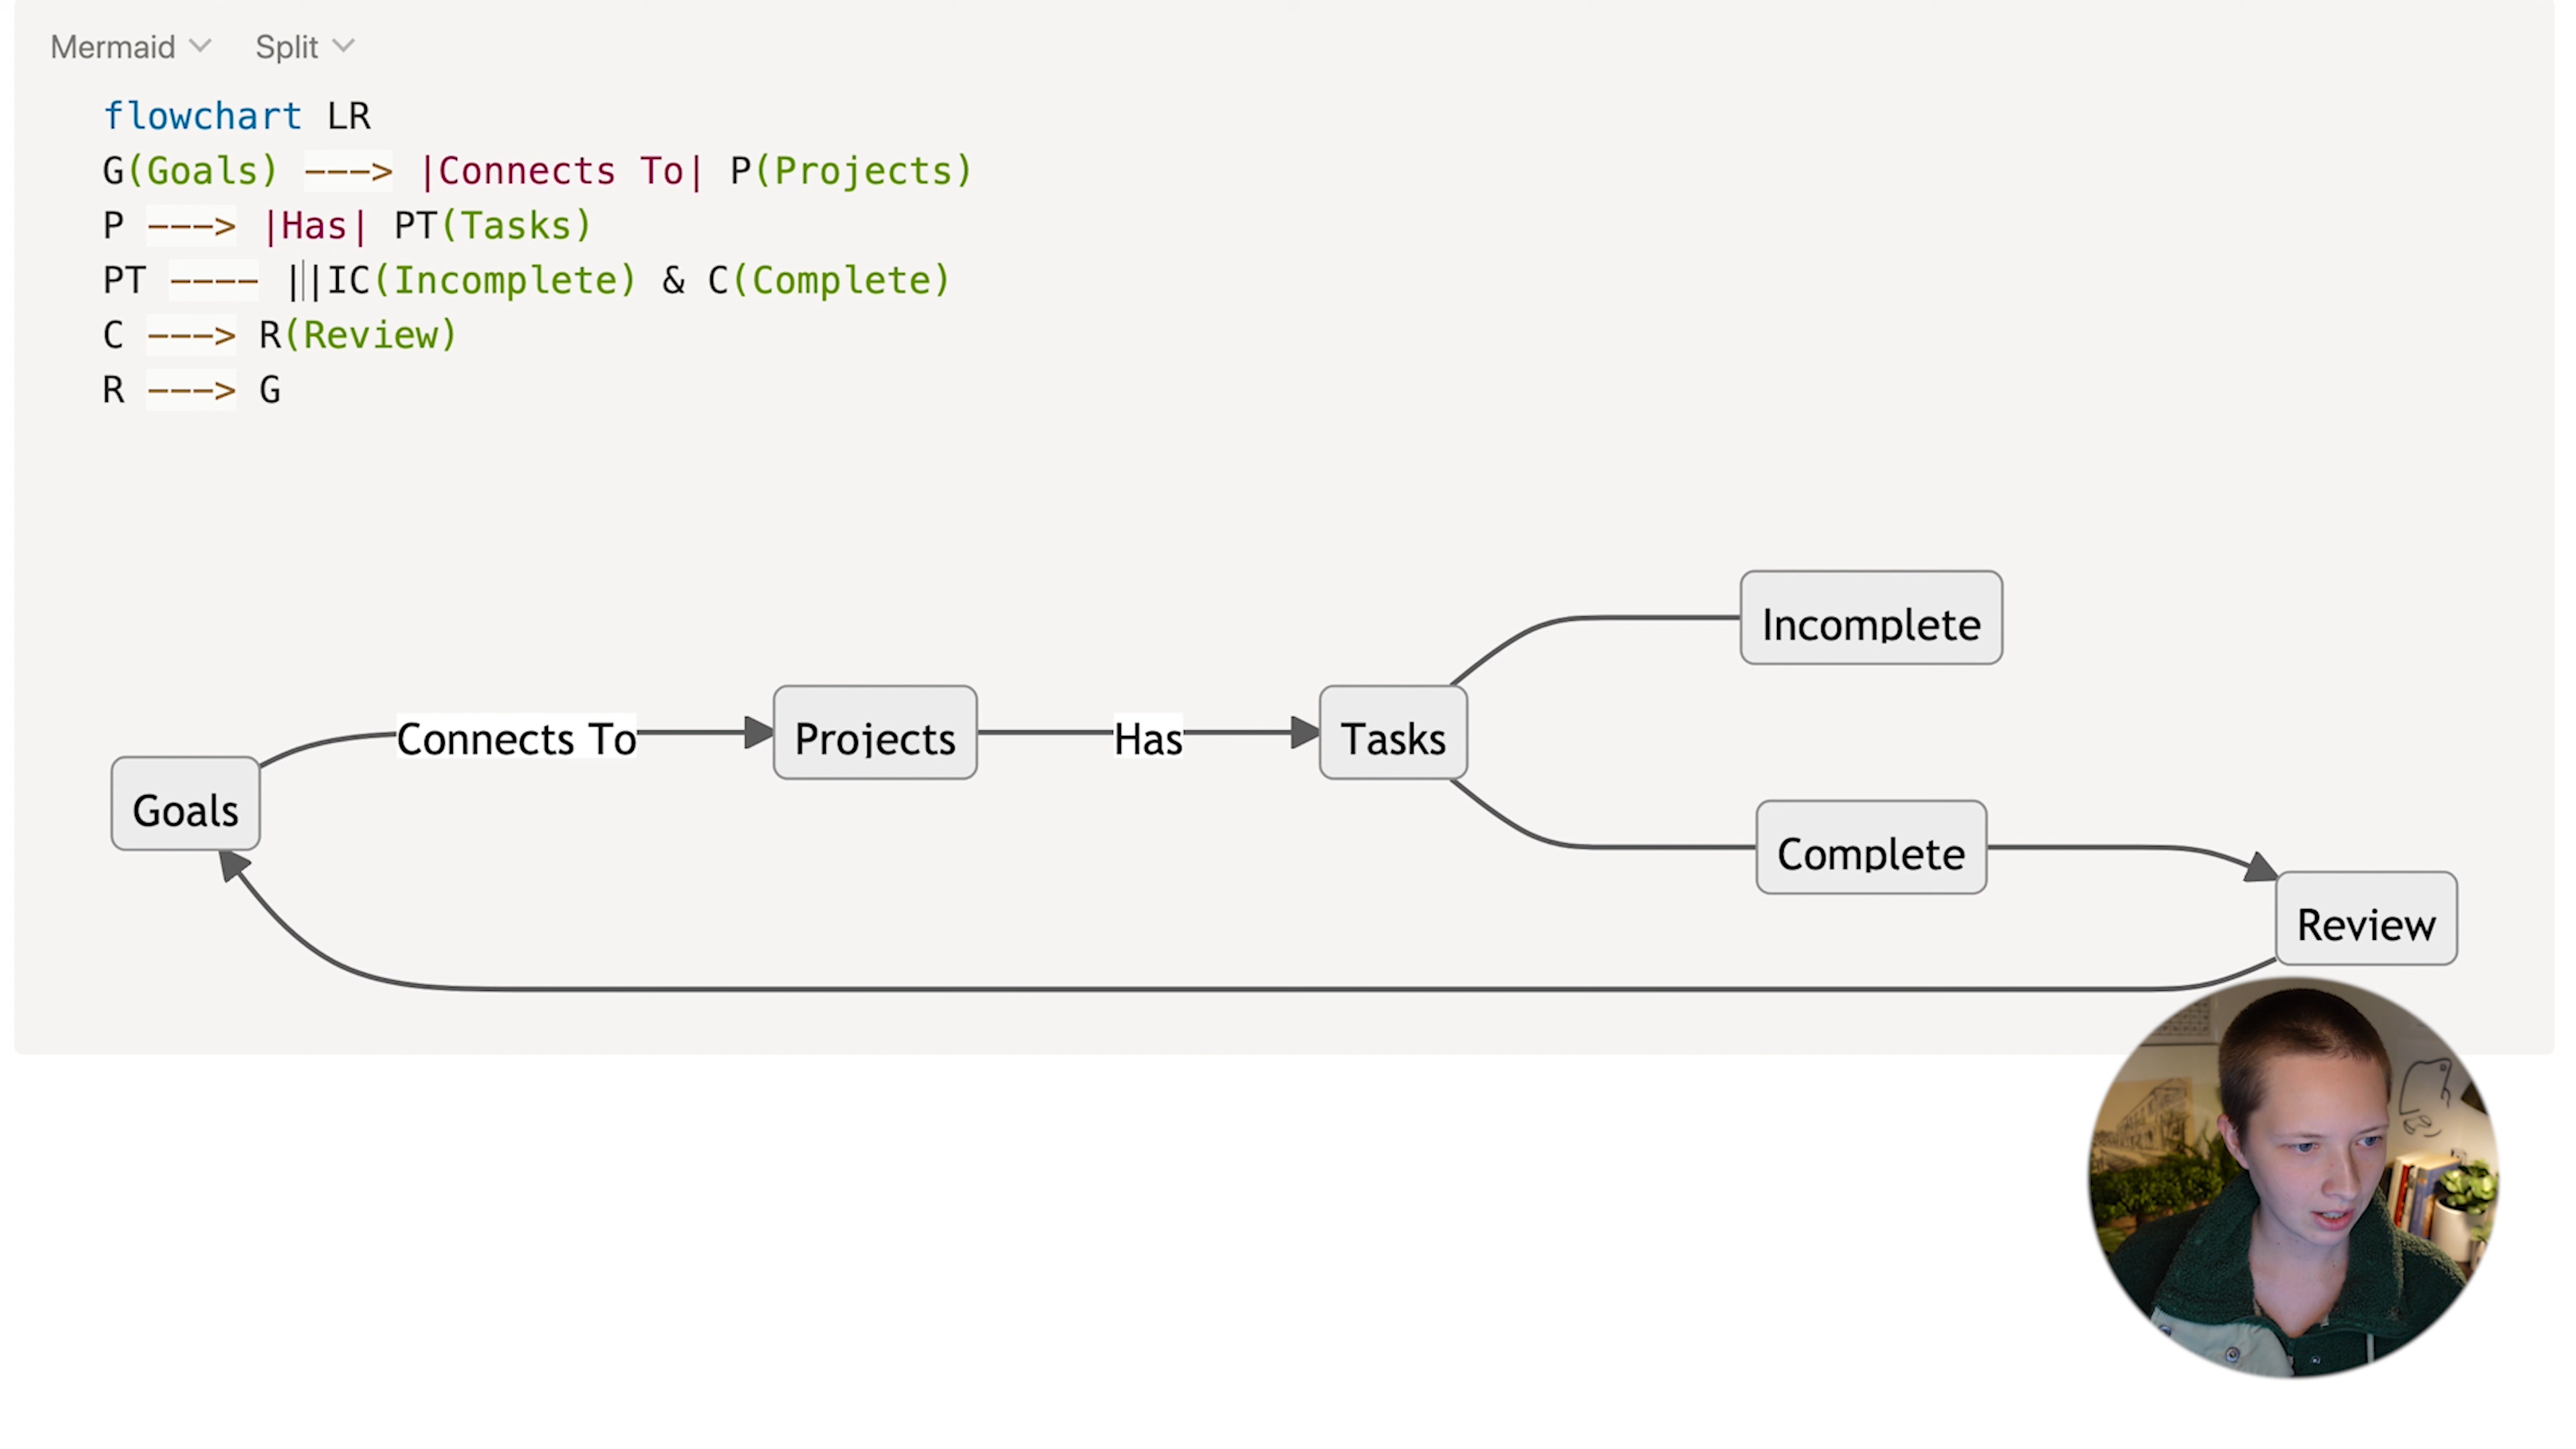 Mermaid Split
flowchart LR
G(Goals) ---> |Connects To| P(Projects)
P ---> |Has| PT(Tasks)
PT ---- ||IC(Incomplete) & C(Complete)
C ---> R(Review)
R ---> G
Incomplete
Connects To
Projects
Has
Tasks
Goals
Complete
Review